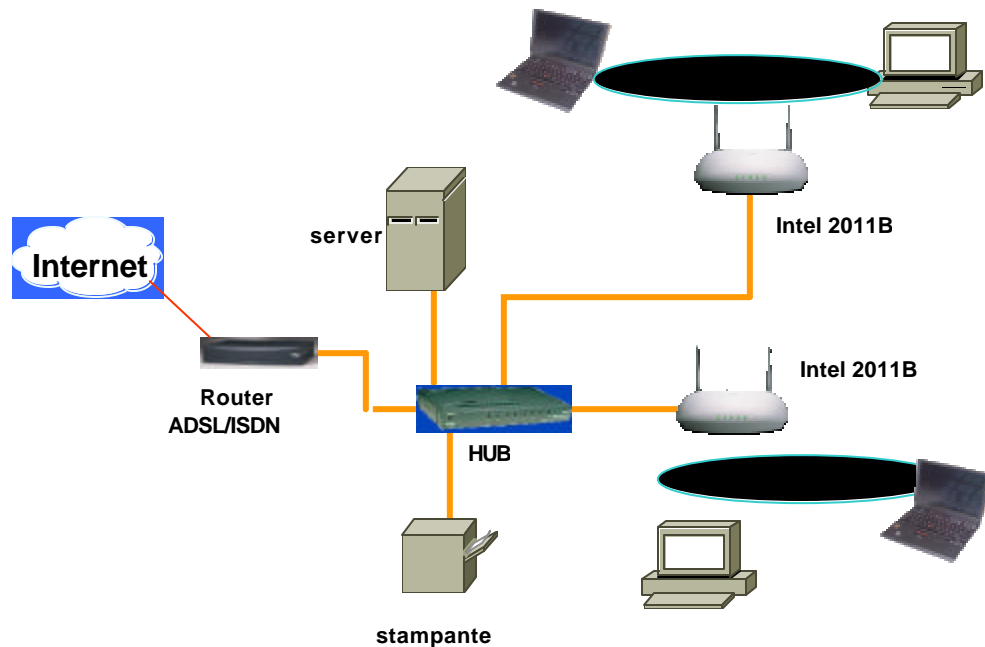 Intel 2011B
server
Internet
Intel 2011B
Router
ADSL/ISDN
HUB
stampante